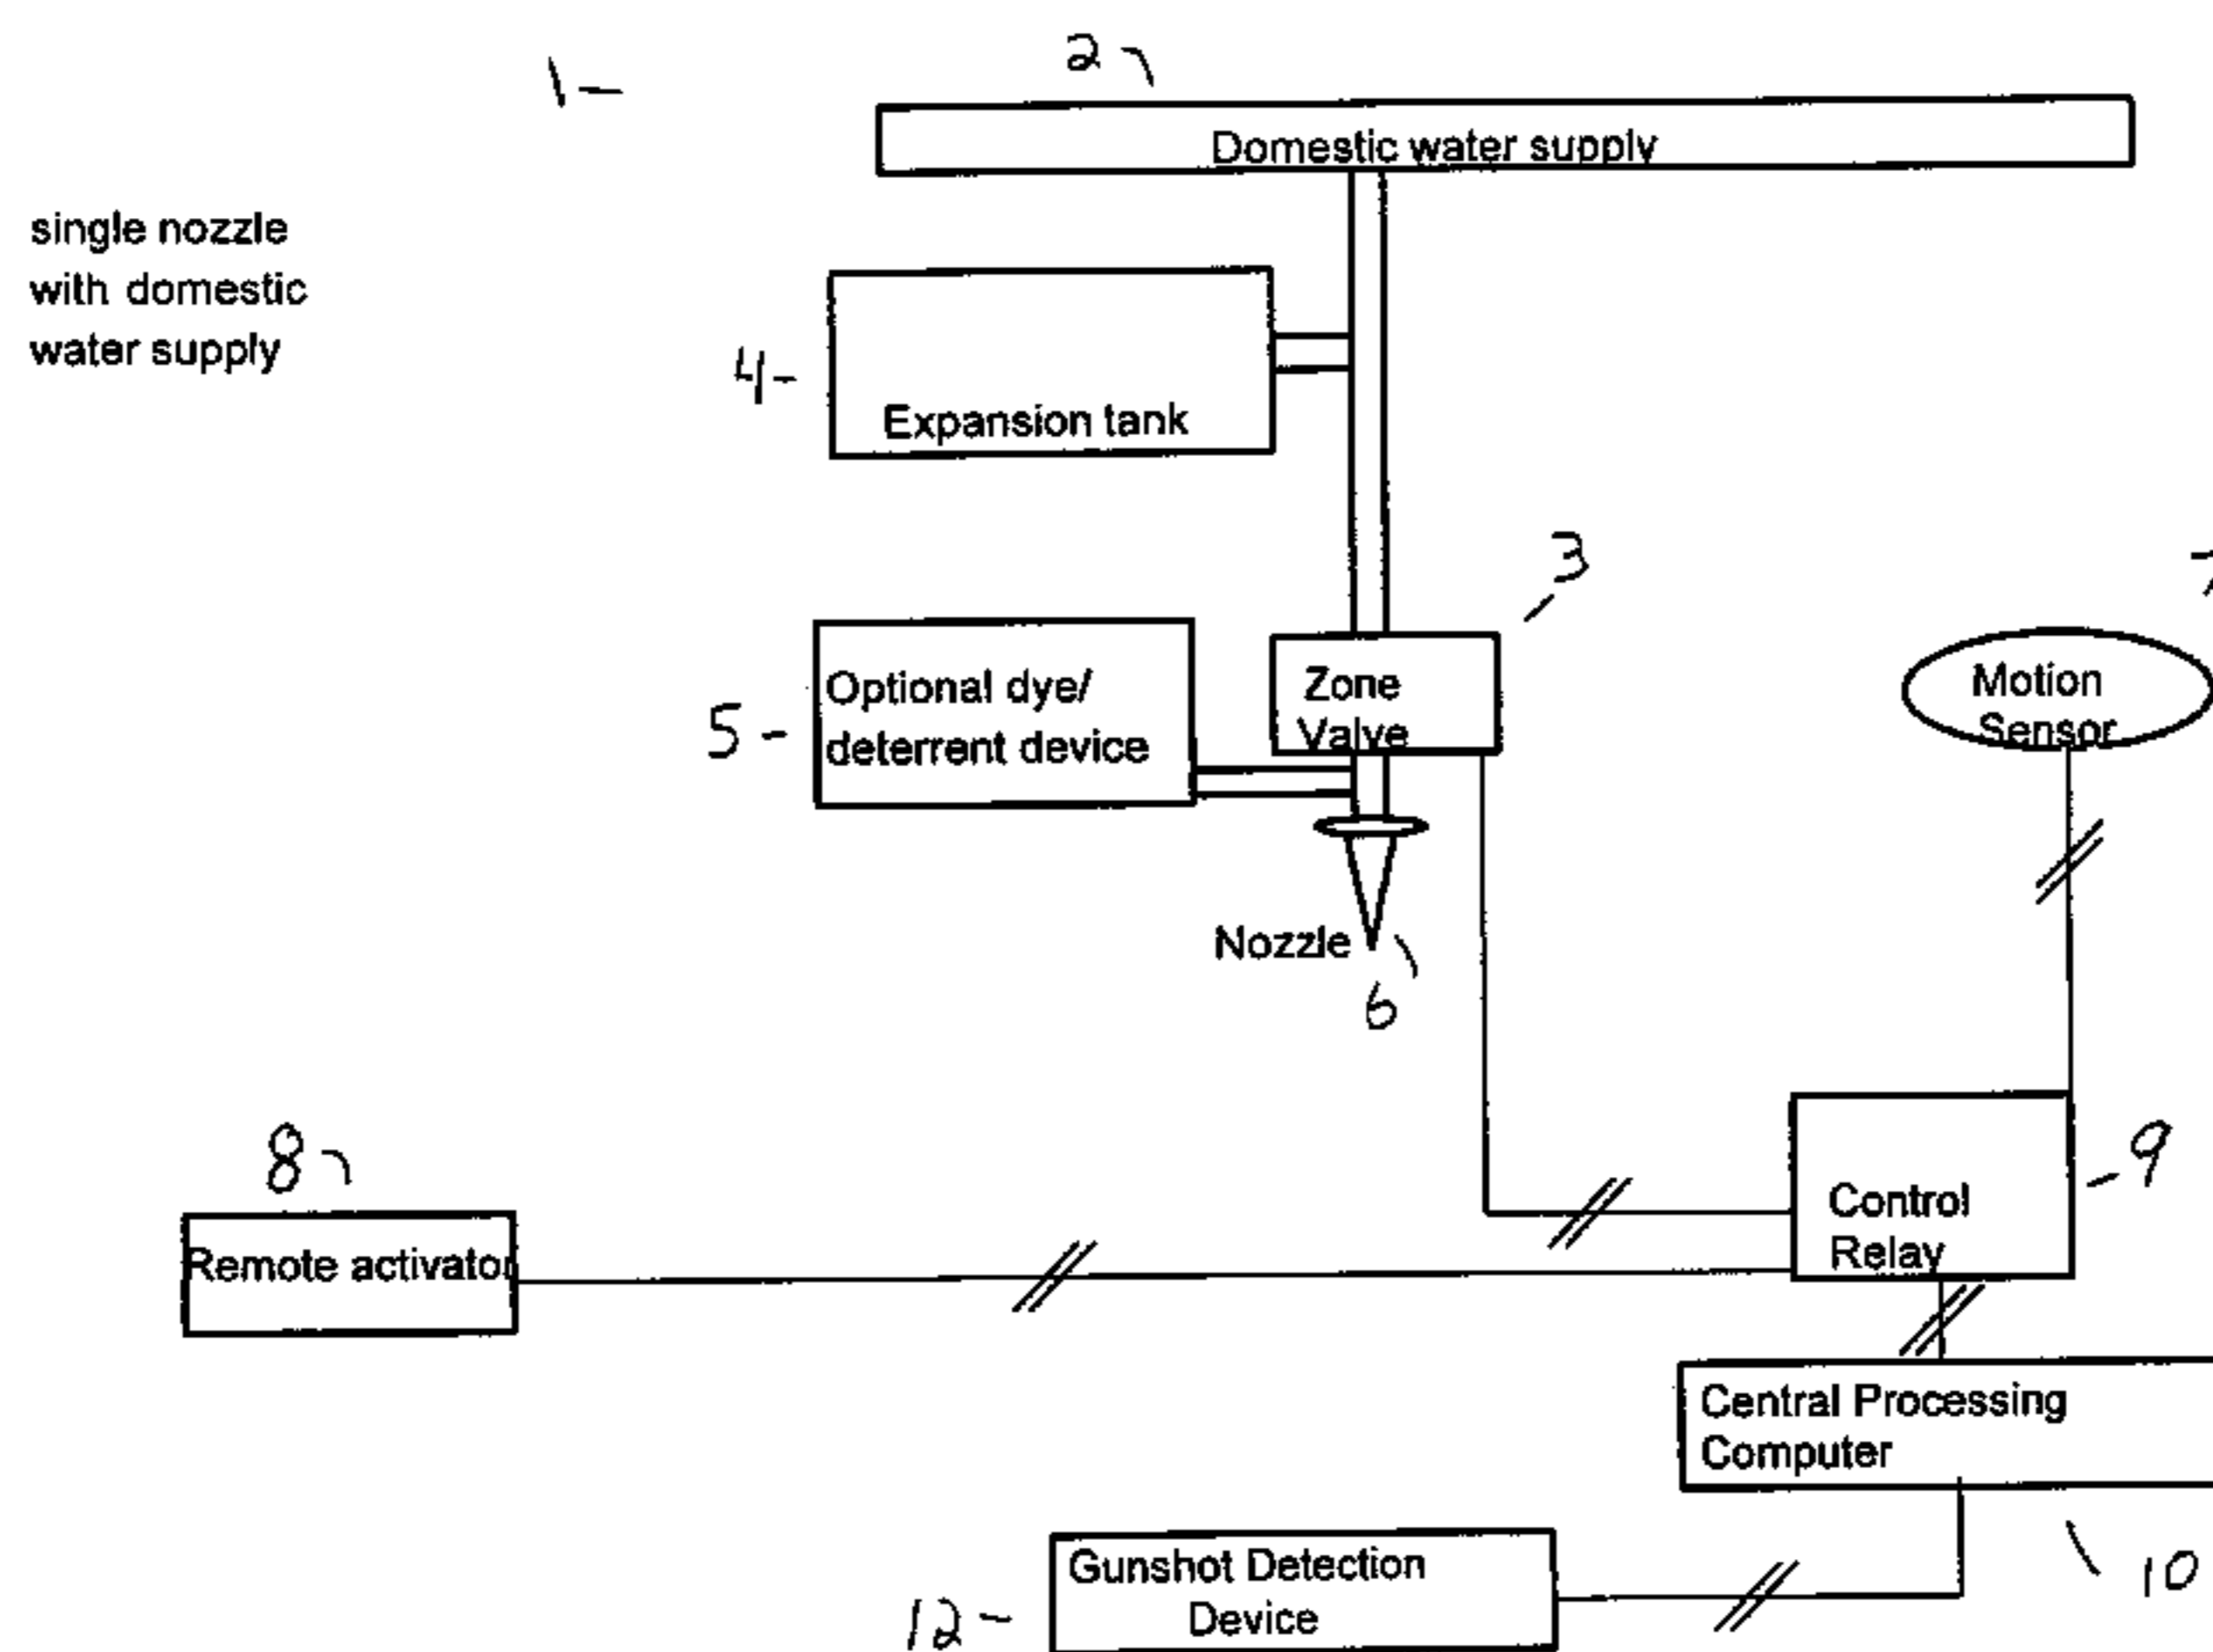 1
2
Domestic water supply
single nozzle
with domestic
water supply
4
Expansion tank
3
7
5
Optional dye/
deterrent device
Zone
Valve
Motion
Sensor
Nozzle
6
8
Remote activator
9
Control
Relay
Central Processing
Computer
10
12
Gunshot Detection
Device